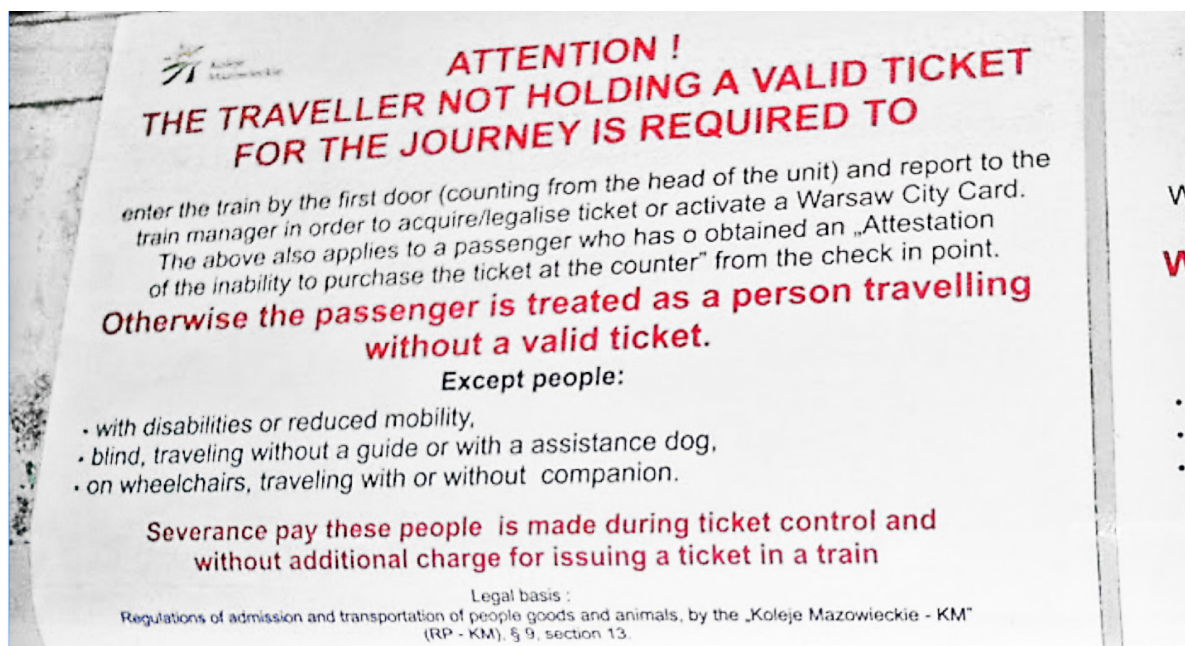 Koleje
Mazowieckie
ATTENTION !
THE TRAVELLER NOT HOLDING A VALID TICKET
FOR THE JOURNEY IS REQUIRED TO
enter the train by the first door (counting from the head of the unit) and report to the
train manager in order to acquire/legalise ticket or activate a Warsaw City Card.
The above also applies to a passenger who has o obtained an „Attestation
of the inability to purchase the ticket at the counter” from the check in point.
Otherwise the passenger is treated as a person travelling
without a valid ticket.
Except people:
• with disabilities or reduced mobility,
• blind, traveling without a guide or with a assistance dog,
• on wheelchairs, traveling with or without companion.
Severance pay these people is made during ticket control and
without additional charge for issuing a ticket in a train
Legal basis :
Regulations of admission and transportation of people goods and animals, by the „Koleje Mazowieckie - KM”
(RP - KM), § 9, section 13.